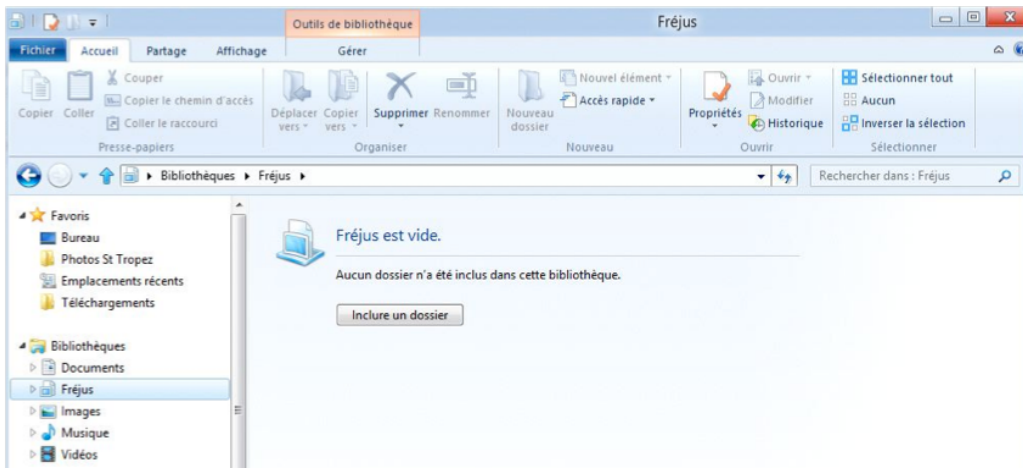 Outils de bibliothèque
Fréjus
Fichier Accueil Partage Affichage Gérer
Copier
Coller
Couper
Copier le chemin d'accès
Coller le raccourci
Presse-papiers
Déplacer vers
Copier vers
Supprimer
Renommer
Organiser
Nouveau dossier
Nouvel élément
Accès rapide
Nouveau
Propriétés
Ouvrir
Modifier
Historique
Ouvrir
Sélectionner tout
Aucun
Inverser la sélection
Sélectionner
Bibliothèques Fréjus
Rechercher dans : Fréjus
Favoris
Bureau
Photos St Tropez
Emplacements récents
Téléchargements
Bibliothèques
Documents
Fréjus
Images
Musique
Vidéos
Fréjus est vide.
Aucun dossier n'a été inclus dans cette bibliothèque.
Inclure un dossier